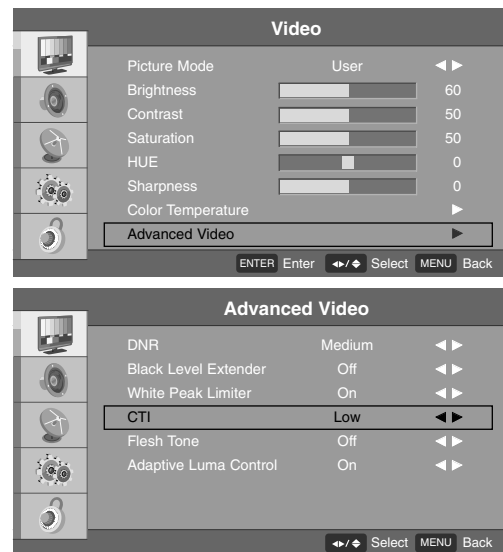 Video
Picture Mode User
Brightness 60
Contrast 50
Saturation 50
HUE 0
Sharpness 0
Color Temperature
Advanced Video
ENTER Enter ◄►/◆ Select MENU Back
Advanced Video
DNR Medium
Black Level Extender Off
White Peak Limiter On
CTI Low
Flesh Tone Off
Adaptive Luma Control On
◄►/◆ Select MENU Back